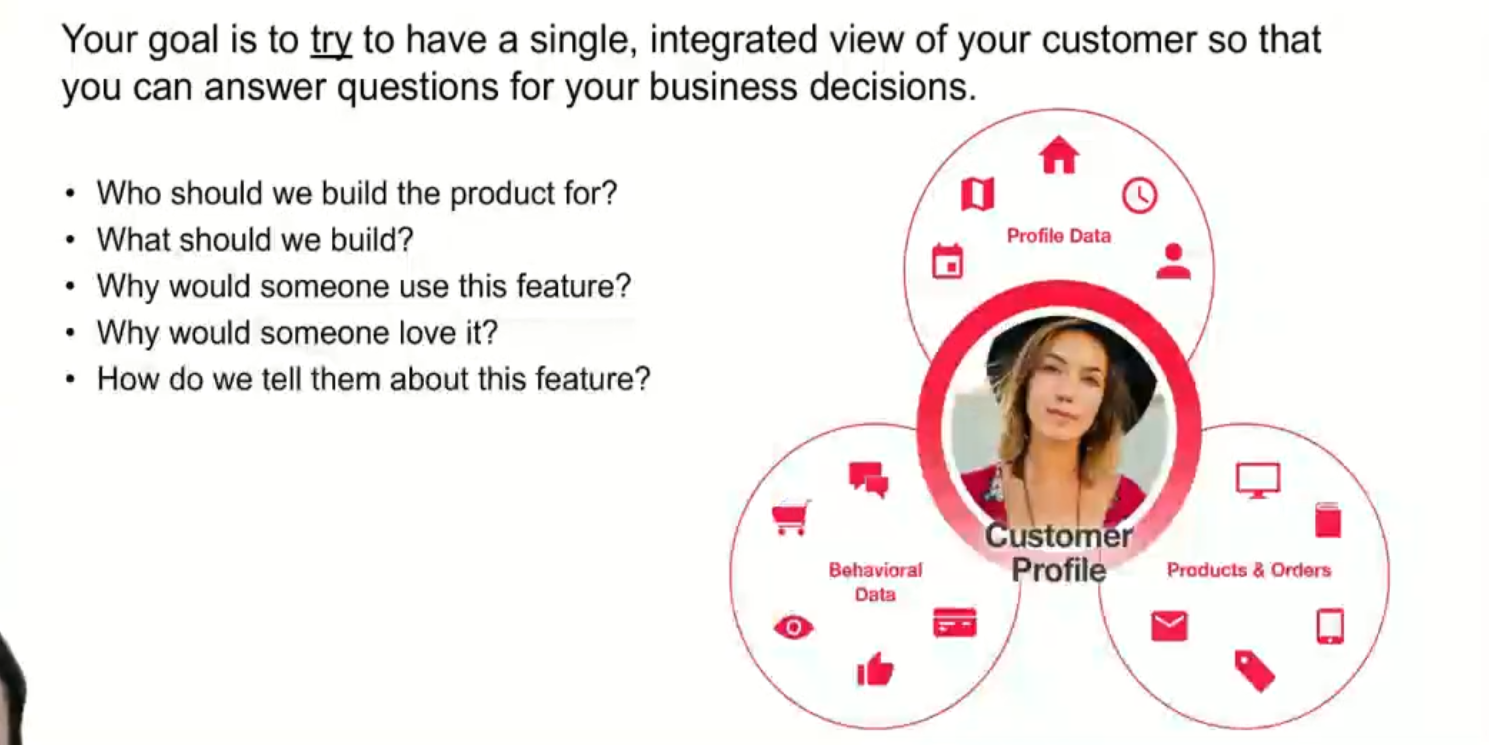 Your goal is to try to have a single, integrated view of your customer so that
you can answer questions for your business decisions.
• Who should we build the product for?
• What should we build?
• Why would someone use this feature?
• Why would someone love it?
• How do we tell them about this feature?
Profile Data
Customer
Profile
Behavioral
Data
Products & Orders